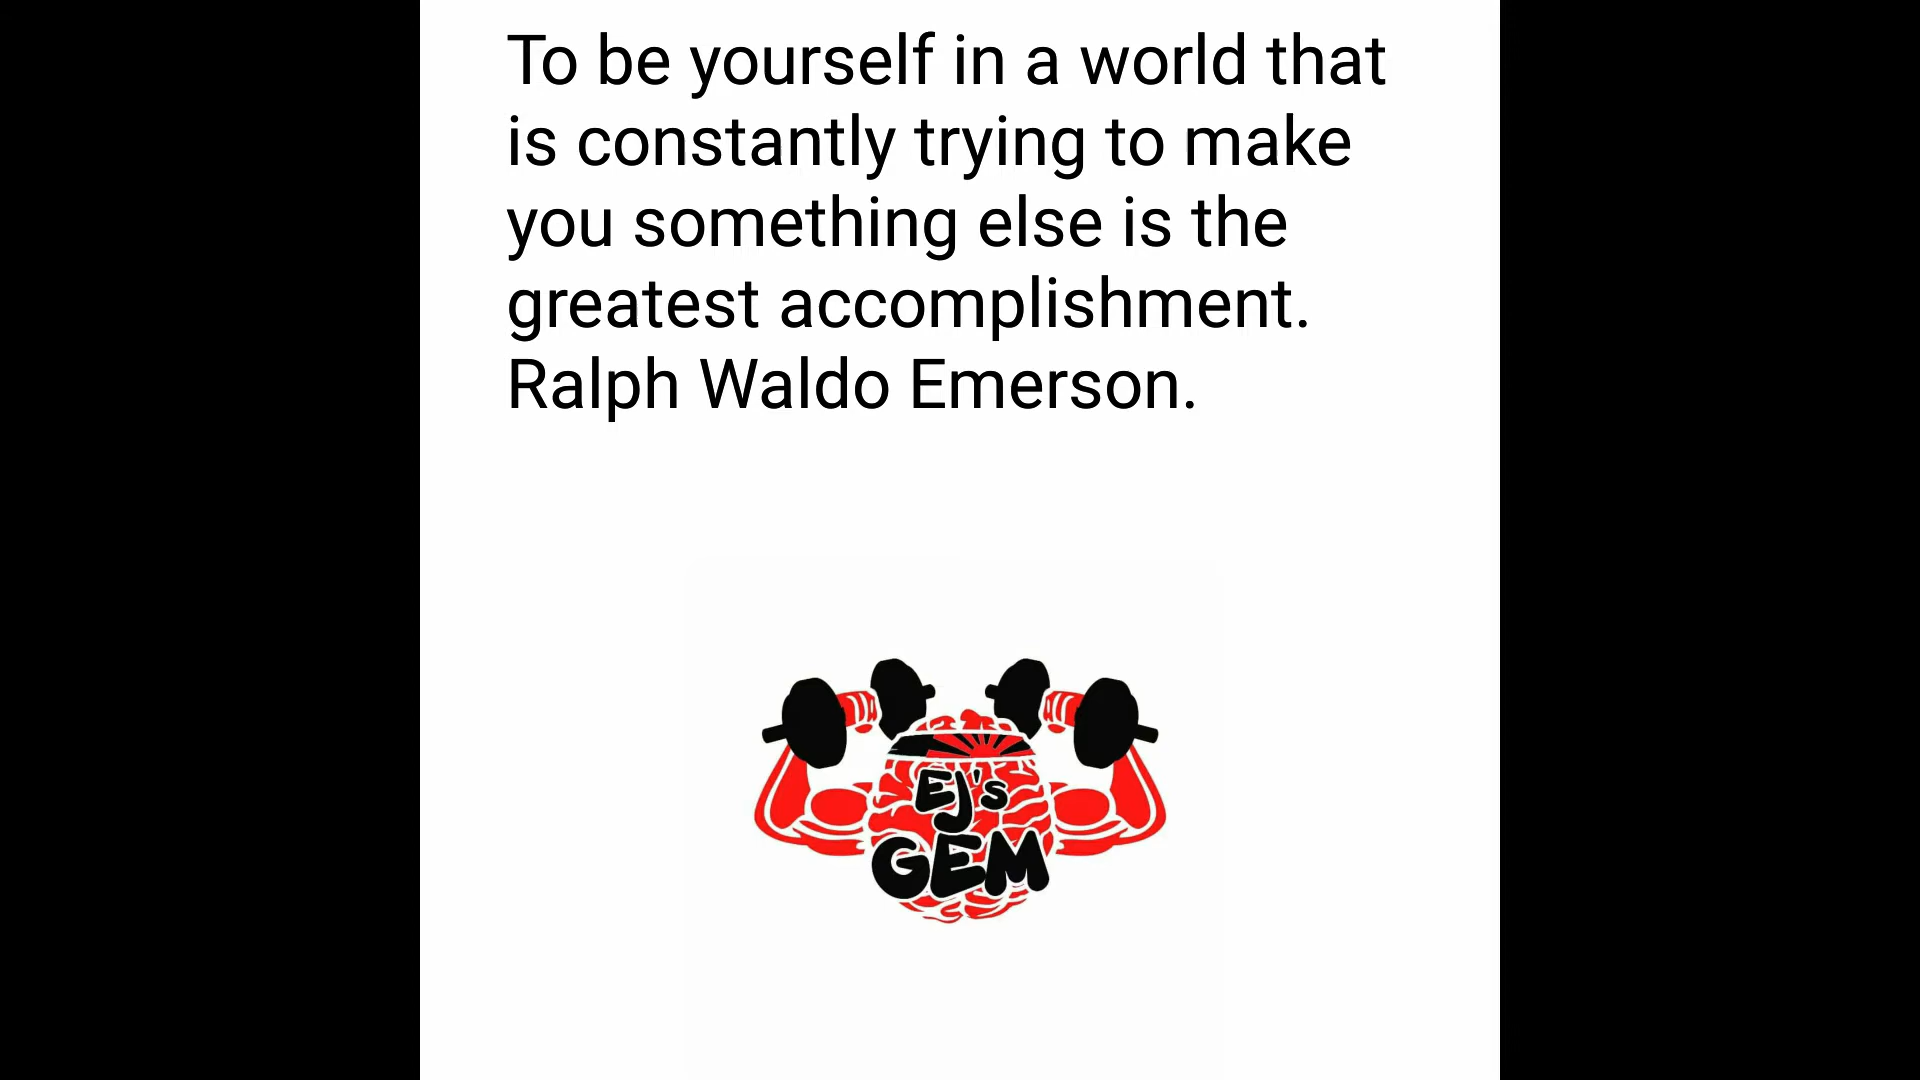 To be yourself in a world that
is constantly trying to make
you something else is the
greatest accomplishment.
Ralph Waldo Emerson.
EJ's
GEM